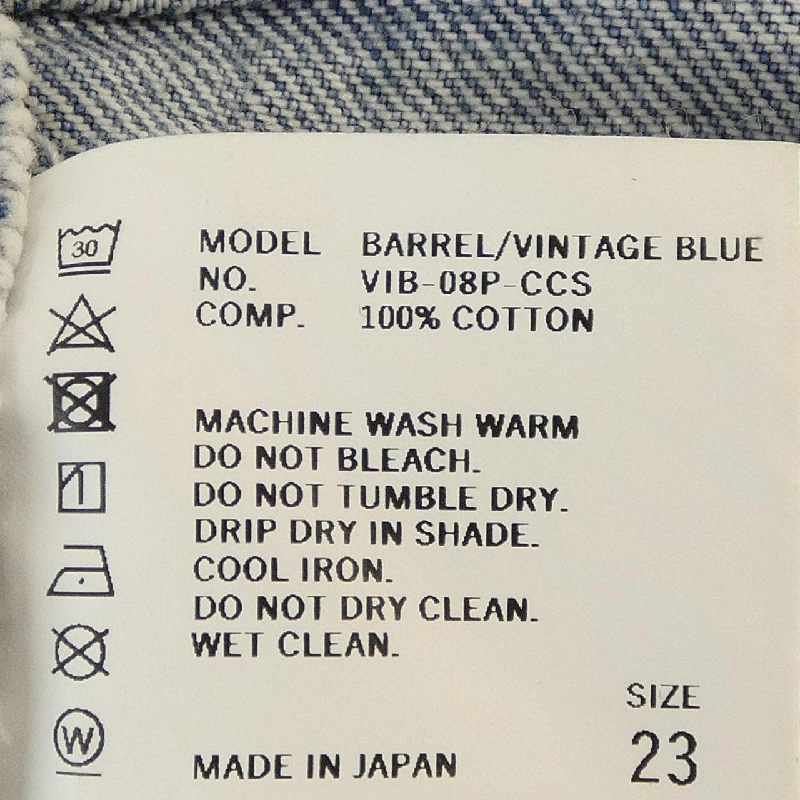 30
MODEL BARREL/VINTAGE BLUE
NO. VIB-08P-CCS
COMP. 100% COTTON
MACHINE WASH WARM
DO NOT BLEACH.
DO NOT TUMBLE DRY.
DRIP DRY IN SHADE.
COOL IRON.
DO NOT DRY CLEAN.
WET CLEAN.
W
MADE IN JAPAN
SIZE
23